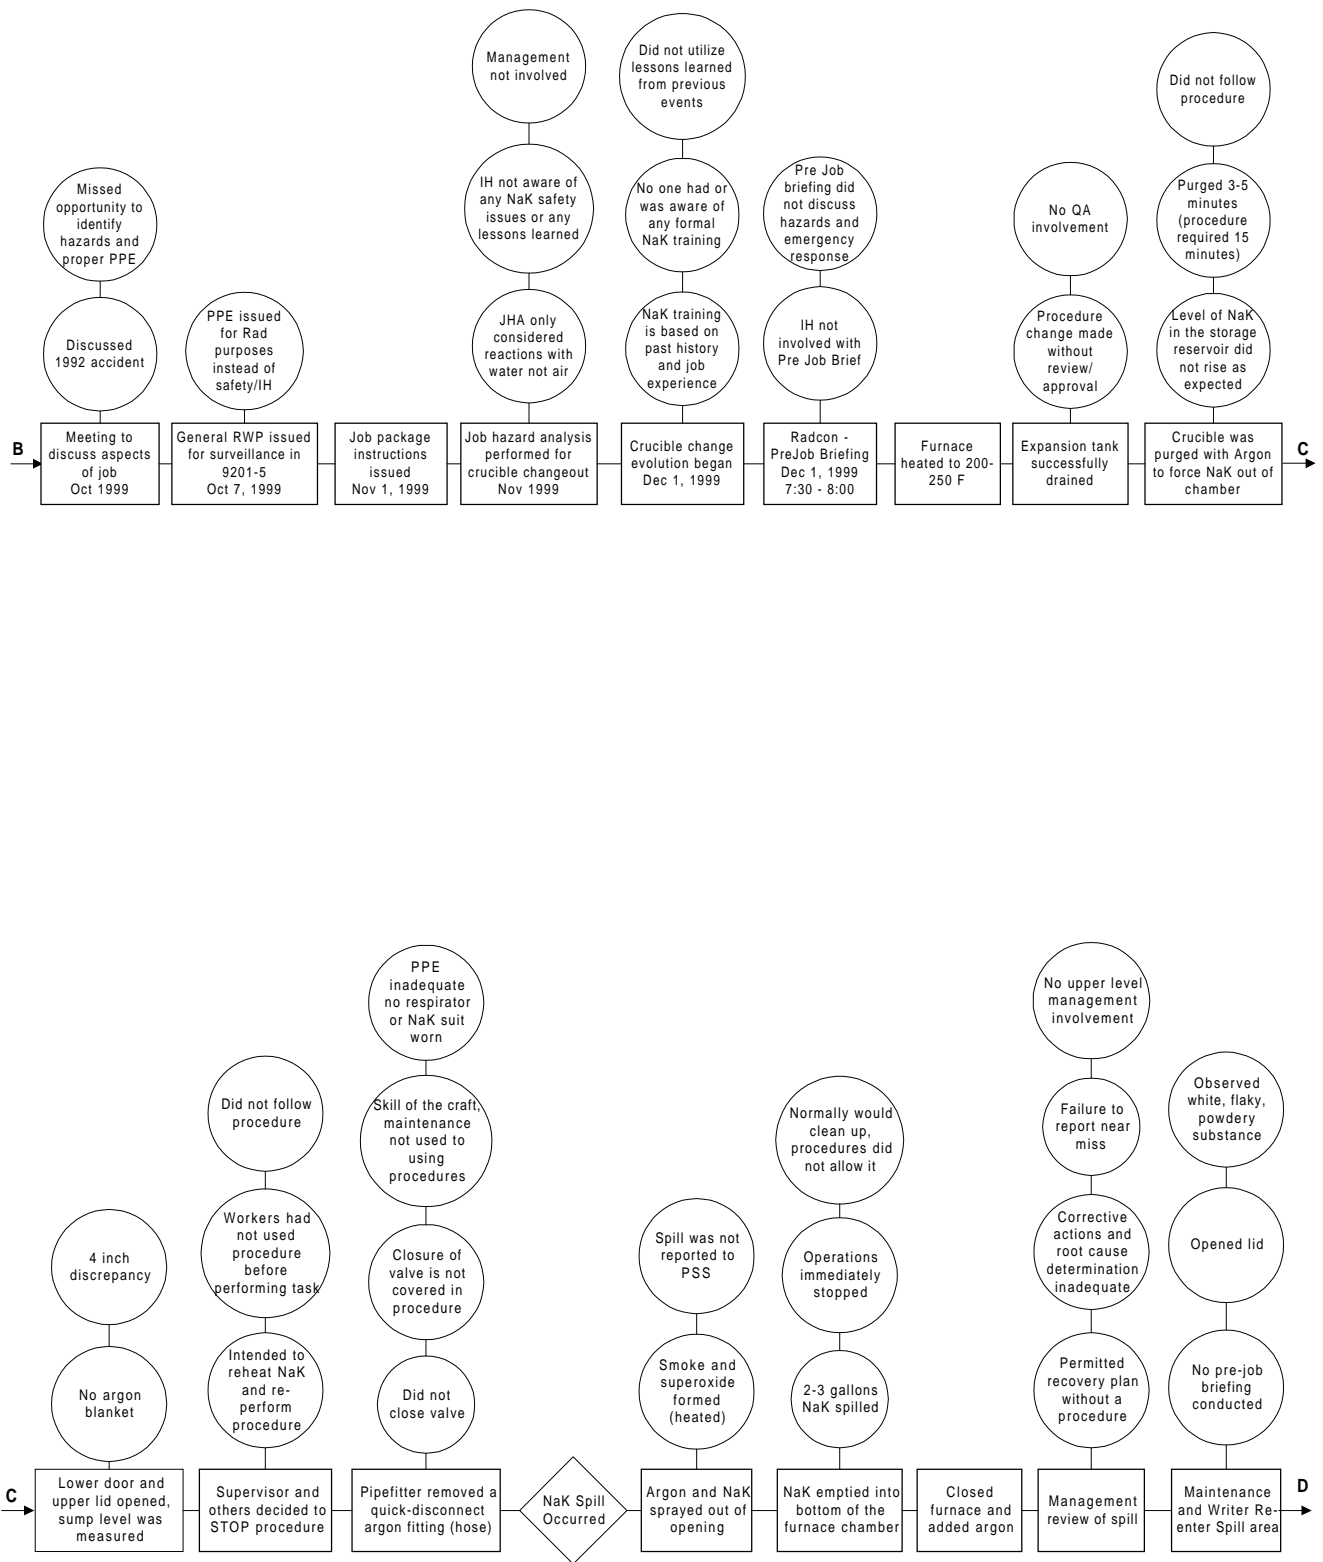 Management
not involved
Did not utilize
lessons learned
from previous
events
Did not follow
procedure
Missed
opportunity to
identify
hazards and
proper PPE
IH not aware of
any NaK safety
issues or any
lessons learned
No one had or
was aware of
any formal
NaK training
Pre Job
briefing did
not discuss
hazards and
emergency
response
No QA
involvement
Purged 3-5
minutes
(procedure
required 15
minutes)
Discussed
1992 accident
PPE issued
for Rad
purposes
instead of
safety/IH
JHA only
considered
reactions with
water not air
NaK training
is based on
past history
and job
experience
IH not
involved with
Pre Job Brief
Procedure
change made
without
review/
approval
Level of NaK
in the storage
reservoir did
not rise as
expected
B
Meeting to
discuss aspects
of job
Oct 1999
General RWP issued
for surveillance in
9201-5
Oct 7, 1999
Job package
instructions
issued
Nov 1, 1999
Job hazard analysis
performed for
crucible changeout
Nov 1999
Crucible change
evolution began
Dec 1, 1999
Radcon -
PreJob Briefing
Dec 1, 1999
7:30 - 8:00
Furnace
heated to 200-
250 F
Expansion tank
successfully
drained
Crucible was
purged with Argon
to force NaK out of
chamber
C
PPE
inadequate
no respirator
or NaK suit
worn
No upper level
management
involvement
Did not follow
procedure
Skill of the craft,
maintenance
not used to
using
procedures
Normally would
clean up,
procedures did
not allow it
Failure to
report near
miss
Observed
white, flaky,
powdery
substance
4 inch
discrepancy
Workers had
not used
procedure
before
performing task
Closure of
valve is not
covered in
procedure
Spill was not
reported to
PSS
Operations
immediately
stopped
Corrective
actions and
root cause
determination
inadequate
Opened lid
No argon
blanket
Intended to
reheat NaK
and re-
perform
procedure
Did not
close valve
Smoke and
superoxide
formed
(heated)
2-3 gallons
NaK spilled
Permitted
recovery plan
without a
procedure
No pre-job
briefing
conducted
C
Lower door and
upper lid opened,
sump level was
measured
Supervisor and
others decided to
STOP procedure
Pipefitter removed a
quick-disconnect
argon fitting (hose)
NaK Spill
Occurred
Argon and NaK
sprayed out of
opening
NaK emptied into
bottom of the
furnace chamber
Closed
furnace and
added argon
Management
review of spill
Maintenance
and Writer Re-
enter Spill area
D